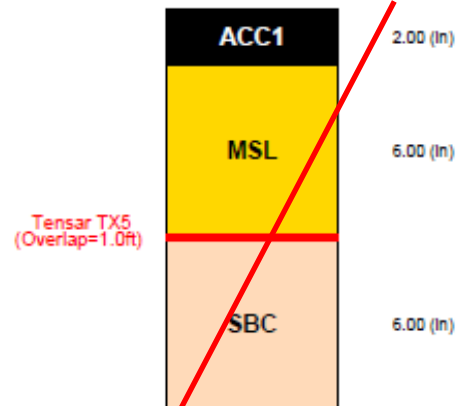 ACC1
2.00 (in)
MSL
6.00 (in)
Tensar TX5
(Overlap=1.0ft)
SBC
6.00 (in)